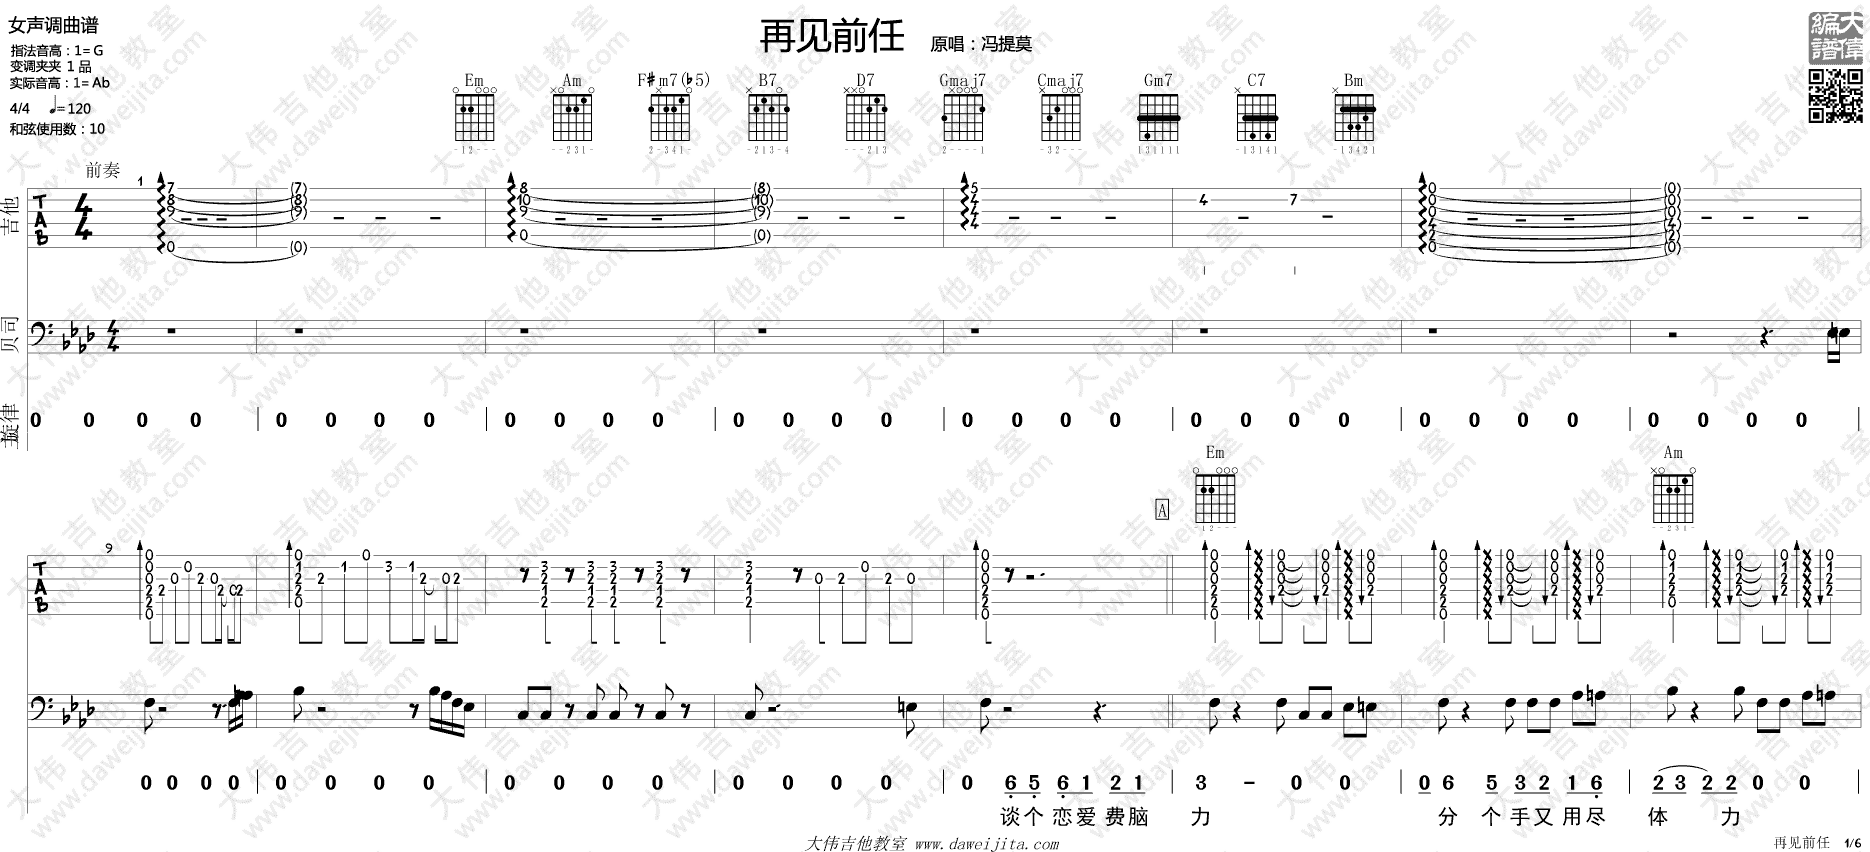 女声调曲谱
再见前任 原唱：冯提莫
大偉編譜
指法音高：1=G
变调夹夹 1 品
实际音高：1=Ab
4/4 ♩=120
和弦使用数：10
Em Am F#m7(b5) B7 D7 Gmaj7 Cmaj7 Gm7 C7 Bm
前奏
1
吉他
TAB
贝司
旋律
0 0 0 0 | 0 0 0 0 | 0 0 0 0 | 0 0 0 0 | 0 0 0 0 | 0 0 0 0 | 0 0 0 0 | 0 0 0 0 |
Em Am
A
9
TAB
0 0 0 0 | 0 0 0 0 | 0 0 0 0 | 0 0 0 0 | 0 6 5 6 1 2 1 | 3 - 0 0 | 0 6 5 3 2 1 6 | 2 3 2 2 0 0 |
谈个恋爱费脑 力 分 个手又用尽 体 力
大伟吉他教室 www.daweijita.com
再见前任 1/6